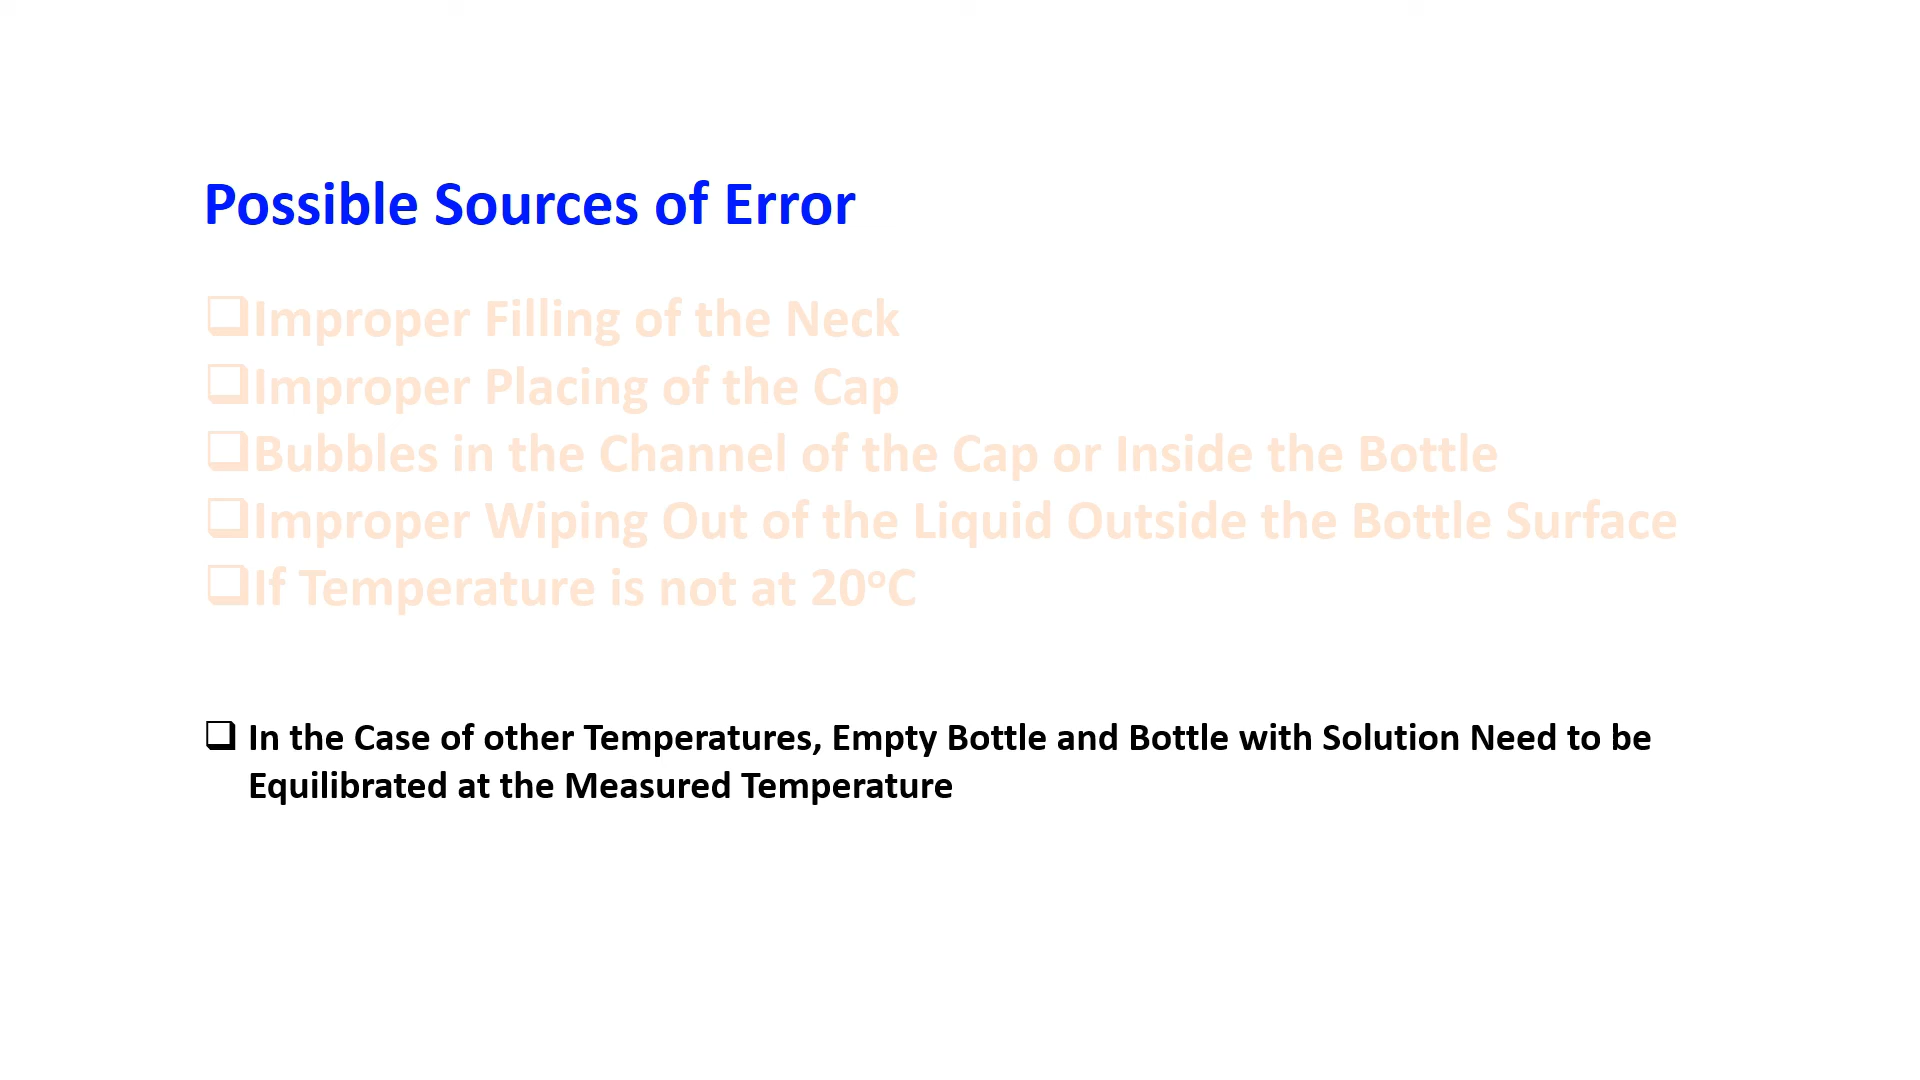 Possible Sources of Error
❑Improper Filling of the Neck
❑Improper Placing of the Cap
❑Bubbles in the Channel of the Cap or Inside the Bottle
❑Improper Wiping Out of the Liquid Outside the Bottle Surface
❑If Temperature is not at 20ºC
❑ In the Case of other Temperatures, Empty Bottle and Bottle with Solution Need to be
Equilibrated at the Measured Temperature